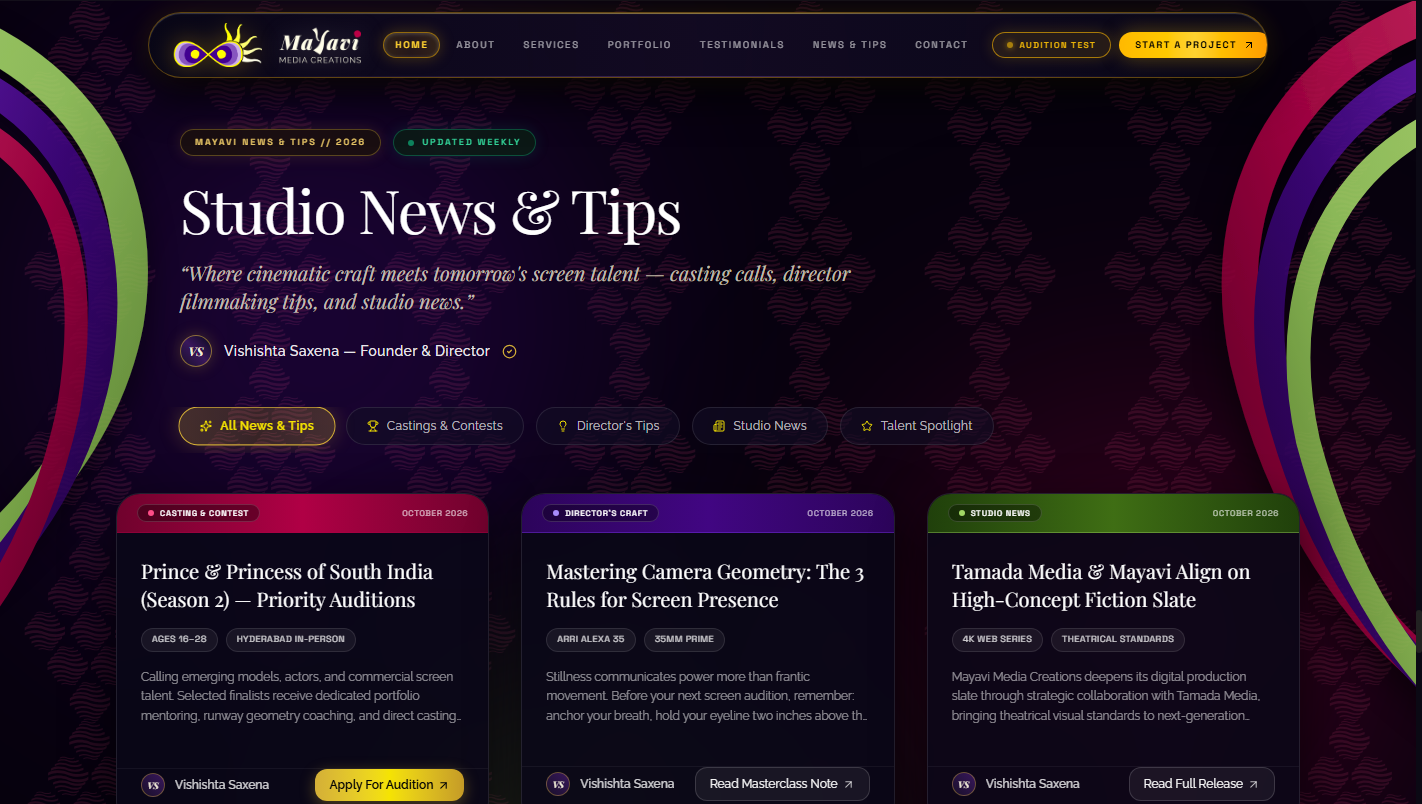 Mayavi
MEDIA CREATIONS
HOME
ABOUT
SERVICES
PORTFOLIO
TESTIMONIALS
NEWS & TIPS
CONTACT
AUDITION TEST
START A PROJECT
MAYAVI NEWS & TIPS // 2026
UPDATED WEEKLY
Studio News & Tips
“Where cinematic craft meets tomorrow's screen talent — casting calls, director
filmmaking tips, and studio news.”
VS
Vishishta Saxena — Founder & Director
All News & Tips
Castings & Contests
Director's Tips
Studio News
Talent Spotlight
CASTING & CONTEST
OCTOBER 2026
Prince & Princess of South India
(Season 2) — Priority Auditions
AGES 16–28
HYDERABAD IN-PERSON
Calling emerging models, actors, and commercial screen
talent. Selected finalists receive dedicated portfolio
mentoring, runway geometry coaching, and direct casting…
VS
Vishishta Saxena
Apply For Audition
DIRECTOR'S CRAFT
OCTOBER 2026
Mastering Camera Geometry: The 3
Rules for Screen Presence
ARRI ALEXA 35
35MM PRIME
Stillness communicates power more than frantic
movement. Before your next screen audition, remember:
anchor your breath, hold your eyeline two inches above th…
VS
Vishishta Saxena
Read Masterclass Note
STUDIO NEWS
OCTOBER 2026
Tamada Media & Mayavi Align on
High-Concept Fiction Slate
4K WEB SERIES
THEATRICAL STANDARDS
Mayavi Media Creations deepens its digital production
slate through strategic collaboration with Tamada Media,
bringing theatrical visual standards to next-generation…
VS
Vishishta Saxena
Read Full Release